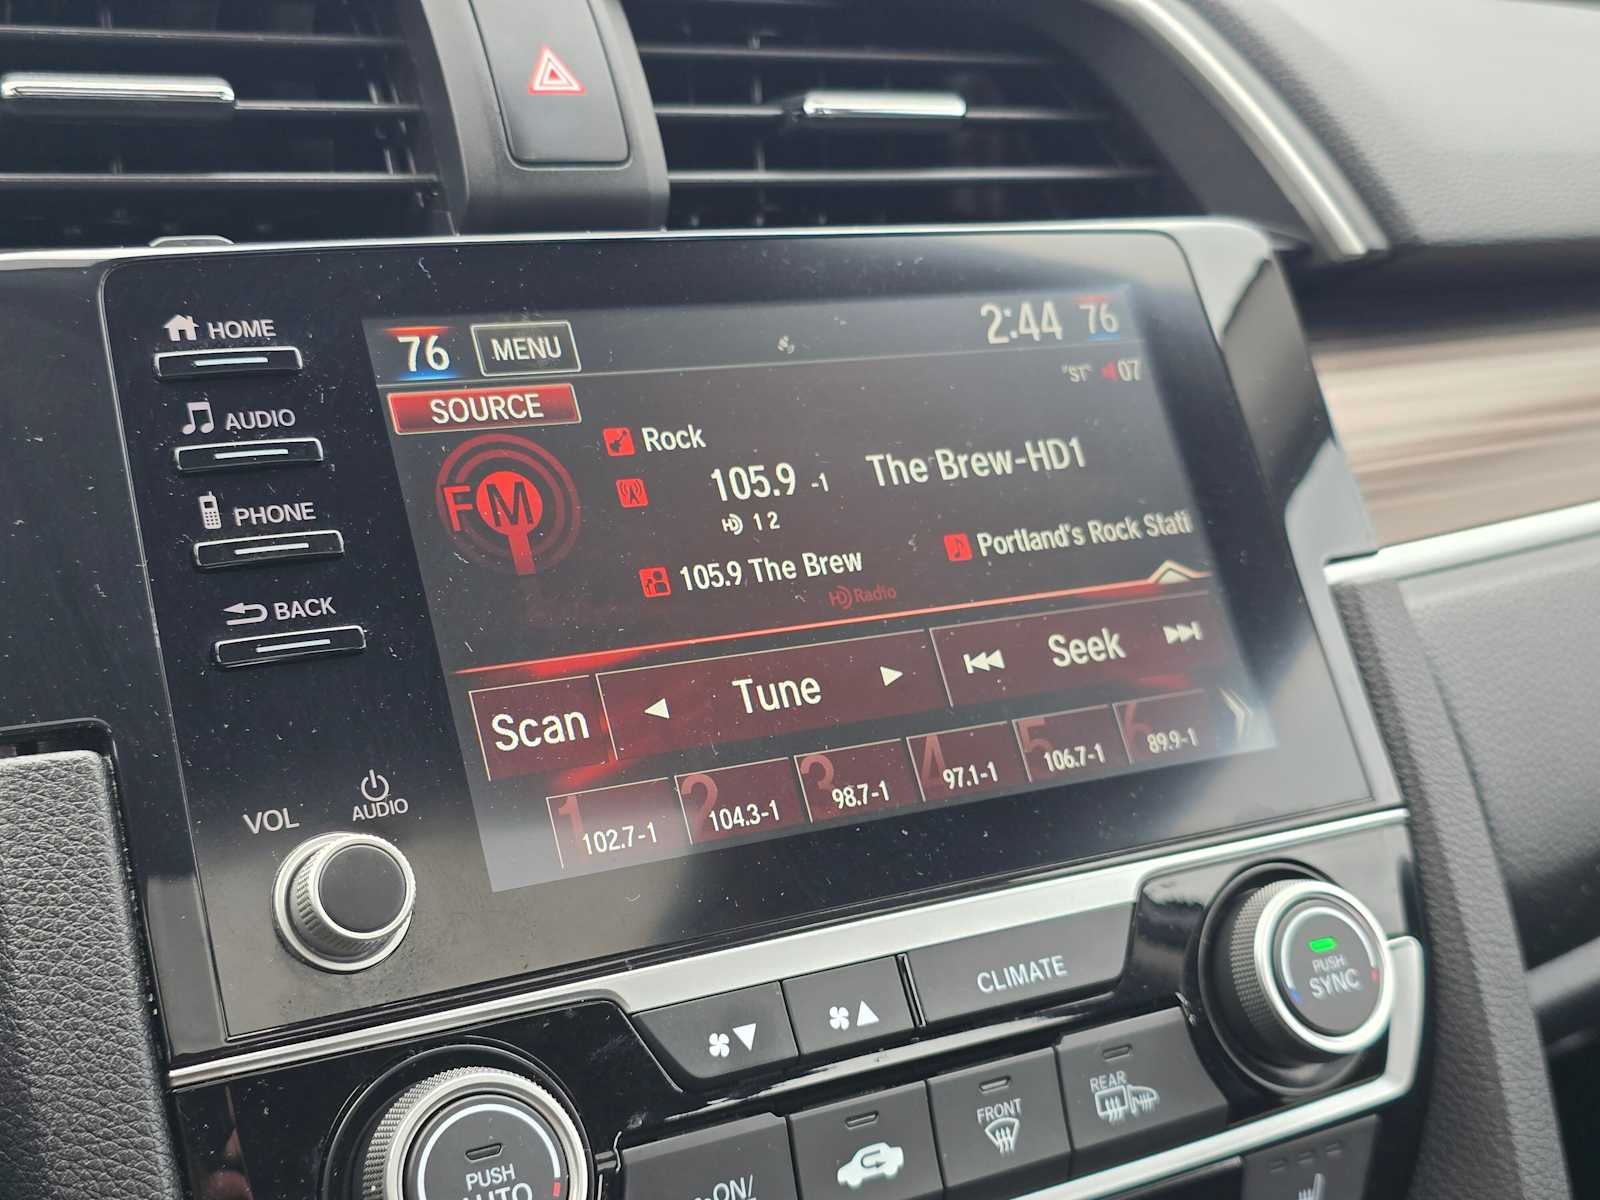 HOME
AUDIO
PHONE
BACK
VOL
AUDIO
76 MENU 2:44 76
"ST" 07
SOURCE
FM
Rock
105.9 -1 The Brew-HD1
HD 1 2
105.9 The Brew Portland's Rock Stati
HD Radio
Scan Tune Seek
1 102.7-1
2 104.3-1
3 98.7-1
4 97.1-1
5 106.7-1
6 89.9-1
CLIMATE
PUSH
SYNC
FRONT
REAR
PUSH
AUTO
ON/